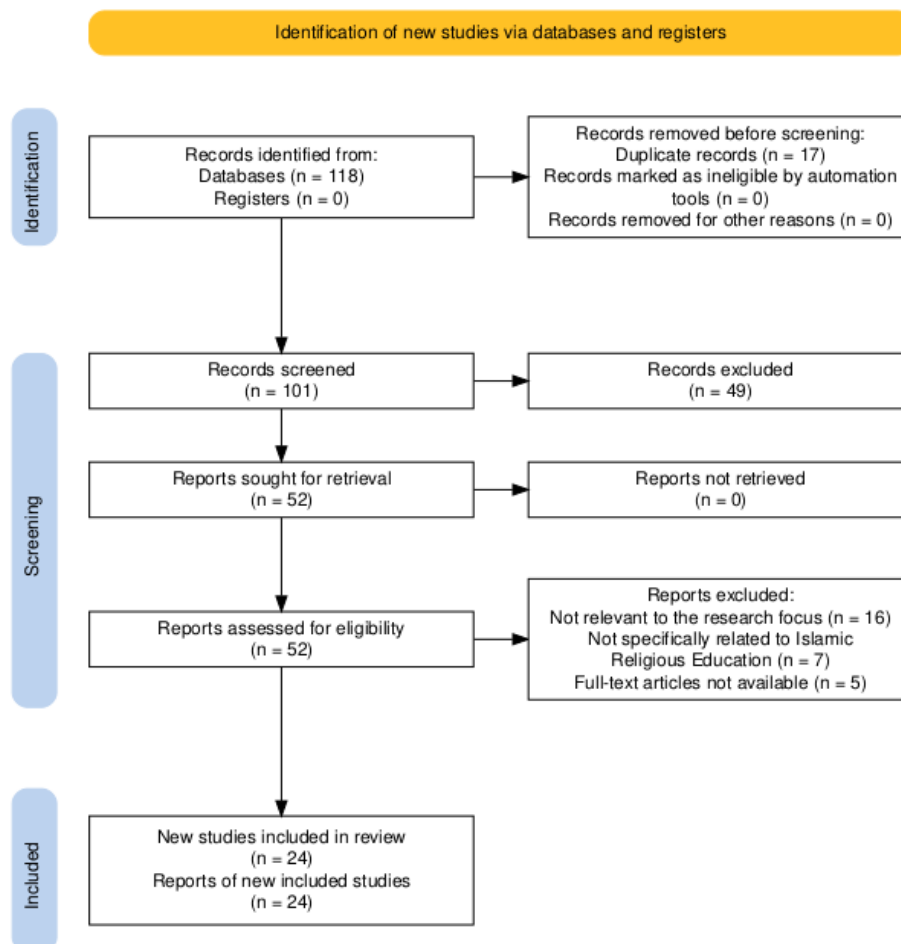 Identification of new studies via databases and registers
Identification
Records identified from:
Databases (n = 118)
Registers (n = 0)
Records removed before screening:
Duplicate records (n = 17)
Records marked as ineligible by automation
tools (n = 0)
Records removed for other reasons (n = 0)
Screening
Records screened
(n = 101)
Records excluded
(n = 49)
Reports sought for retrieval
(n = 52)
Reports not retrieved
(n = 0)
Reports assessed for eligibility
(n = 52)
Reports excluded:
Not relevant to the research focus (n = 16)
Not specifically related to Islamic
Religious Education (n = 7)
Full-text articles not available (n = 5)
Included
New studies included in review
(n = 24)
Reports of new included studies
(n = 24)